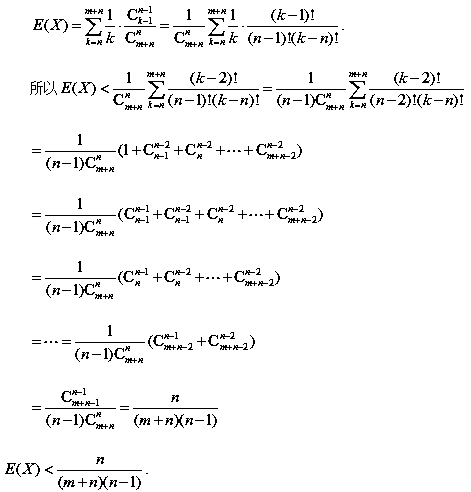 $E(X)=\sum_{k=n}^{m+n}\frac{1}{k}\cdot\frac{\mathrm{C}_{k-1}^{n-1}}{\mathrm{C}_{m+n}^{n}}=\frac{1}{\mathrm{C}_{m+n}^{n}}\sum_{k=n}^{m+n}\frac{1}{k}\cdot\frac{(k-1)!}{(n-1)!(k-n)!}.$
所以 $E(X)<\frac{1}{\mathrm{C}_{m+n}^{n}}\sum_{k=n}^{m+n}\frac{(k-2)!}{(n-1)!(k-n)!}=\frac{1}{(n-1)\mathrm{C}_{m+n}^{n}}\sum_{k=n}^{m+n}\frac{(k-2)!}{(n-2)!(k-n)!}$
$=\frac{1}{(n-1)\mathrm{C}_{m+n}^{n}}(1+\mathrm{C}_{n-1}^{n-2}+\mathrm{C}_{n}^{n-2}+\cdots+\mathrm{C}_{m+n-2}^{n-2})$
$=\frac{1}{(n-1)\mathrm{C}_{m+n}^{n}}(\mathrm{C}_{n-1}^{n-1}+\mathrm{C}_{n-1}^{n-2}+\mathrm{C}_{n}^{n-2}+\cdots+\mathrm{C}_{m+n-2}^{n-2})$
$=\frac{1}{(n-1)\mathrm{C}_{m+n}^{n}}(\mathrm{C}_{n}^{n-1}+\mathrm{C}_{n}^{n-2}+\cdots+\mathrm{C}_{m+n-2}^{n-2})$
$=\cdots=\frac{1}{(n-1)\mathrm{C}_{m+n}^{n}}(\mathrm{C}_{m+n-2}^{n-1}+\mathrm{C}_{m+n-2}^{n-2})$
$=\frac{\mathrm{C}_{m+n-1}^{n-1}}{(n-1)\mathrm{C}_{m+n}^{n}}=\frac{n}{(m+n)(n-1)}$
$E(X)<\frac{n}{(m+n)(n-1)}.$